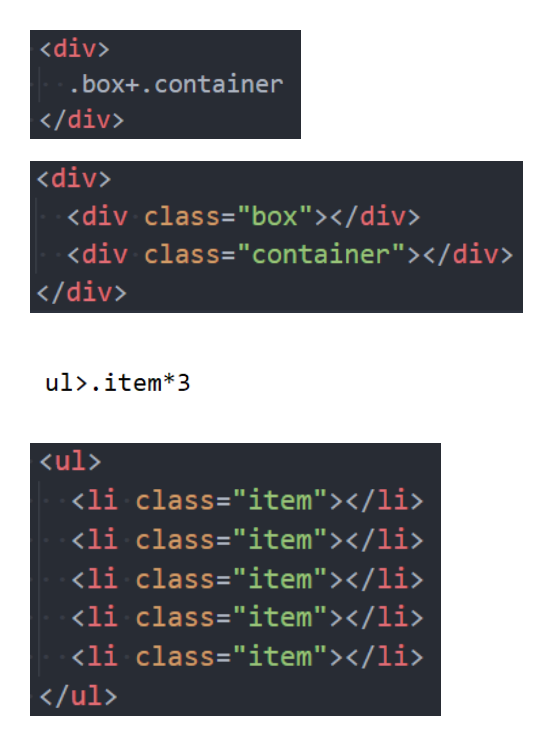 <div>
  .box+.container
</div>
<div>
  <div class="box"></div>
  <div class="container"></div>
</div>
ul>.item*3
<ul>
  <li class="item"></li>
  <li class="item"></li>
  <li class="item"></li>
  <li class="item"></li>
  <li class="item"></li>
</ul>